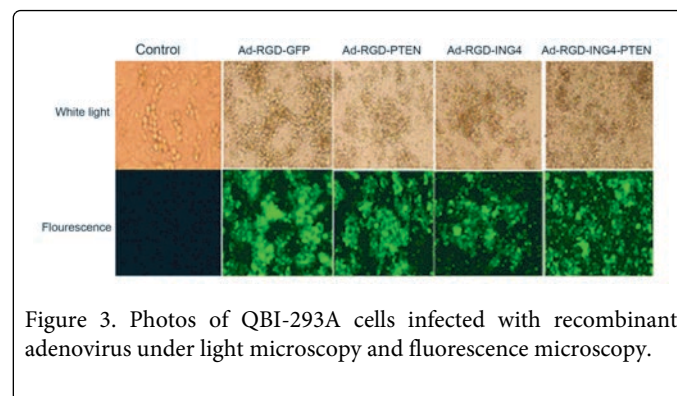 Control Ad-RGD-GFP Ad-RGD-PTEN Ad-RGD-ING4 Ad-RGD-ING4-PTEN
White light
Flourescence
Figure 3. Photos of QBI-293A cells infected with recombinant
adenovirus under light microscopy and fluorescence microscopy.